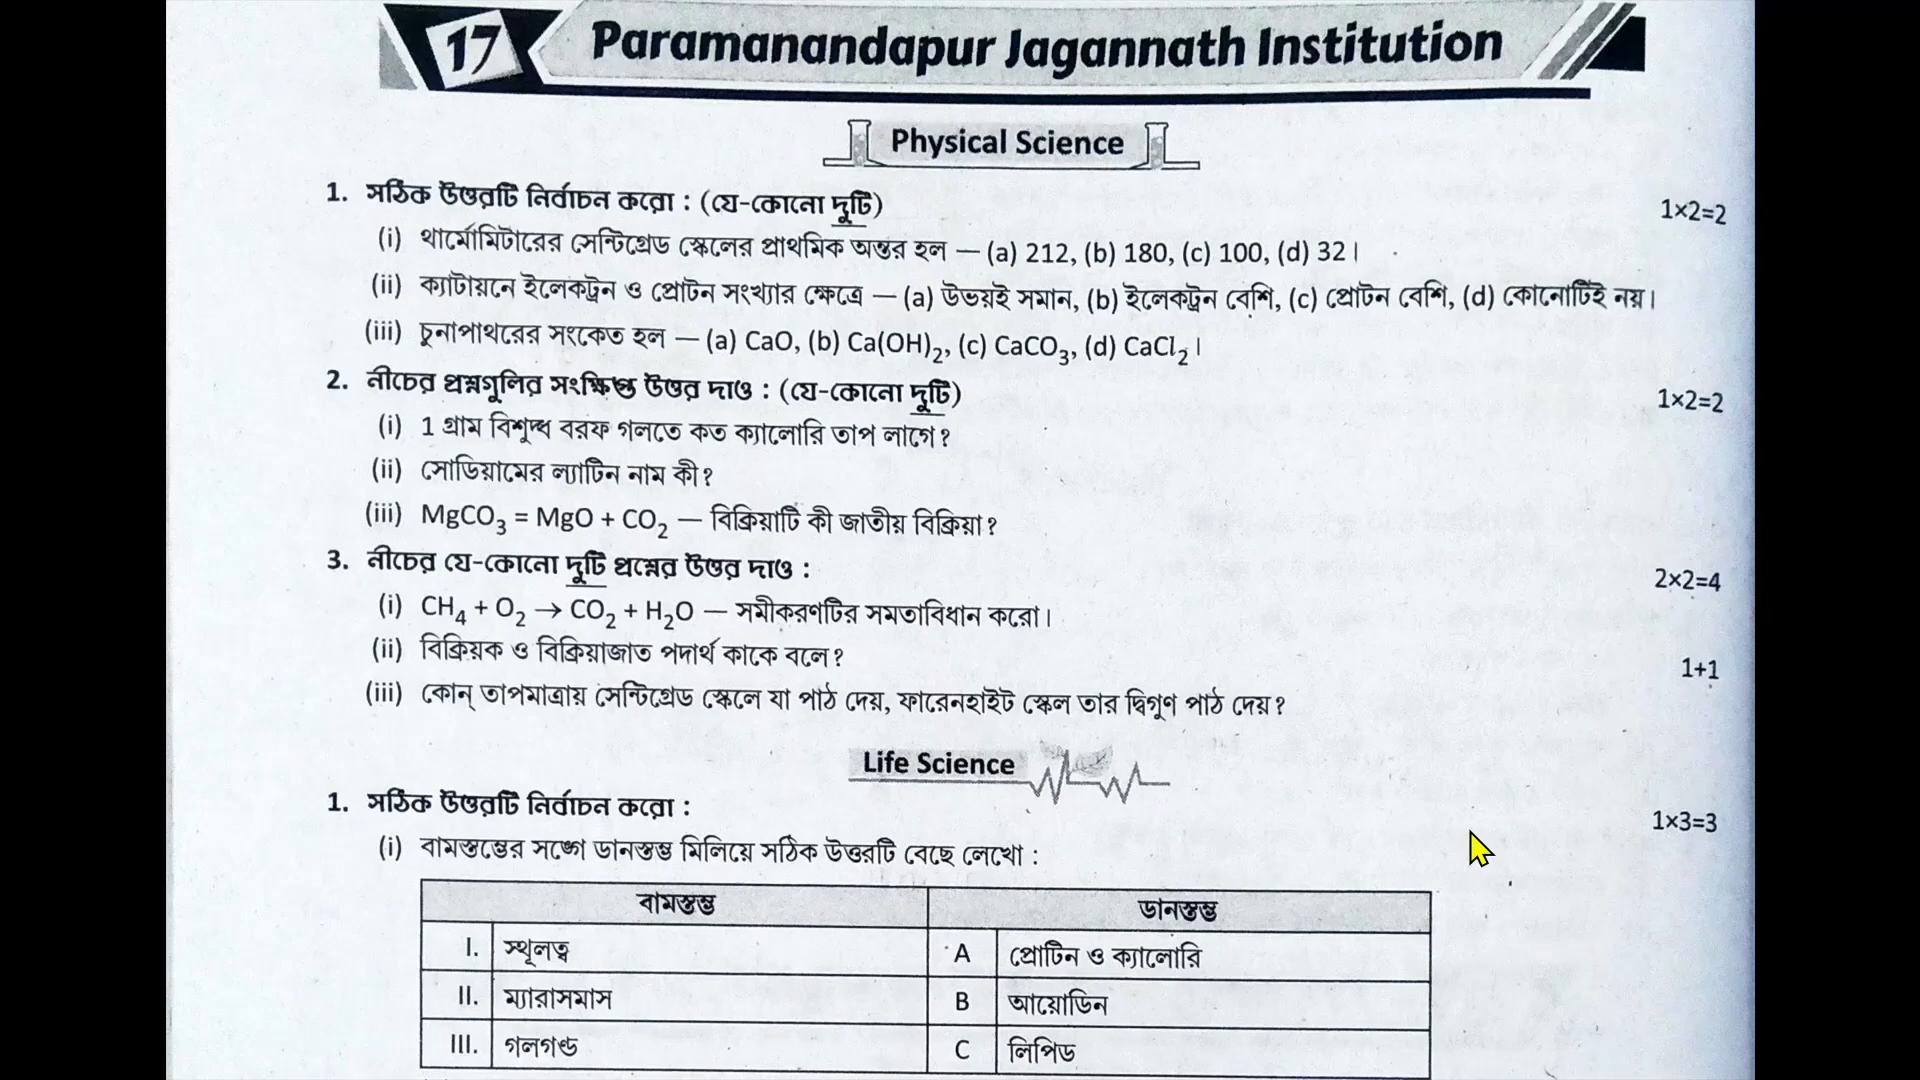 17 Paramanandapur Jagannath Institution
Physical Science
1. সঠিক উত্তরটি নির্বাচন করো : (যে-কোনো দুটি) 1×2=2
(i) থার্মোমিটারের সেন্টিগ্রেড স্কেলের প্রাথমিক অন্তর হল — (a) 212, (b) 180, (c) 100, (d) 32।
(ii) ক্যাটায়নে ইলেকট্রন ও প্রোটন সংখ্যার ক্ষেত্রে — (a) উভয়ই সমান, (b) ইলেকট্রন বেশি, (c) প্রোটন বেশি, (d) কোনোটিই নয়।
(iii) চুনাপাথরের সংকেত হল — (a) CaO, (b) Ca(OH)₂, (c) CaCO₃, (d) CaCl₂।
2. নীচের প্রশ্নগুলির সংক্ষিপ্ত উত্তর দাও : (যে-কোনো দুটি) 1×2=2
(i) 1 গ্রাম বিশুদ্ধ বরফ গলতে কত ক্যালোরি তাপ লাগে?
(ii) সোডিয়ামের ল্যাটিন নাম কী?
(iii) MgCO₃ = MgO + CO₂ — বিক্রিয়াটি কী জাতীয় বিক্রিয়া?
3. নীচের যে-কোনো দুটি প্রশ্নের উত্তর দাও : 2×2=4
(i) CH₄ + O₂ → CO₂ + H₂O — সমীকরণটির সমতাবিধান করো।
(ii) বিক্রিয়ক ও বিক্রিয়াজাত পদার্থ কাকে বলে? 1+1
(iii) কোন্ তাপমাত্রায় সেন্টিগ্রেড স্কেলে যা পাঠ দেয়, ফারেনহাইট স্কেল তার দ্বিগুণ পাঠ দেয়?
Life Science
1. সঠিক উত্তরটি নির্বাচন করো : 1×3=3
(i) বামস্তম্ভের সঙ্গে ডানস্তম্ভ মিলিয়ে সঠিক উত্তরটি বেছে লেখো :
বামস্তম্ভ ডানস্তম্ভ
I. স্থূলত্ব A প্রোটিন ও ক্যালোরি
II. ম্যারাসমাস B আয়োডিন
III. গলগণ্ড C লিপিড